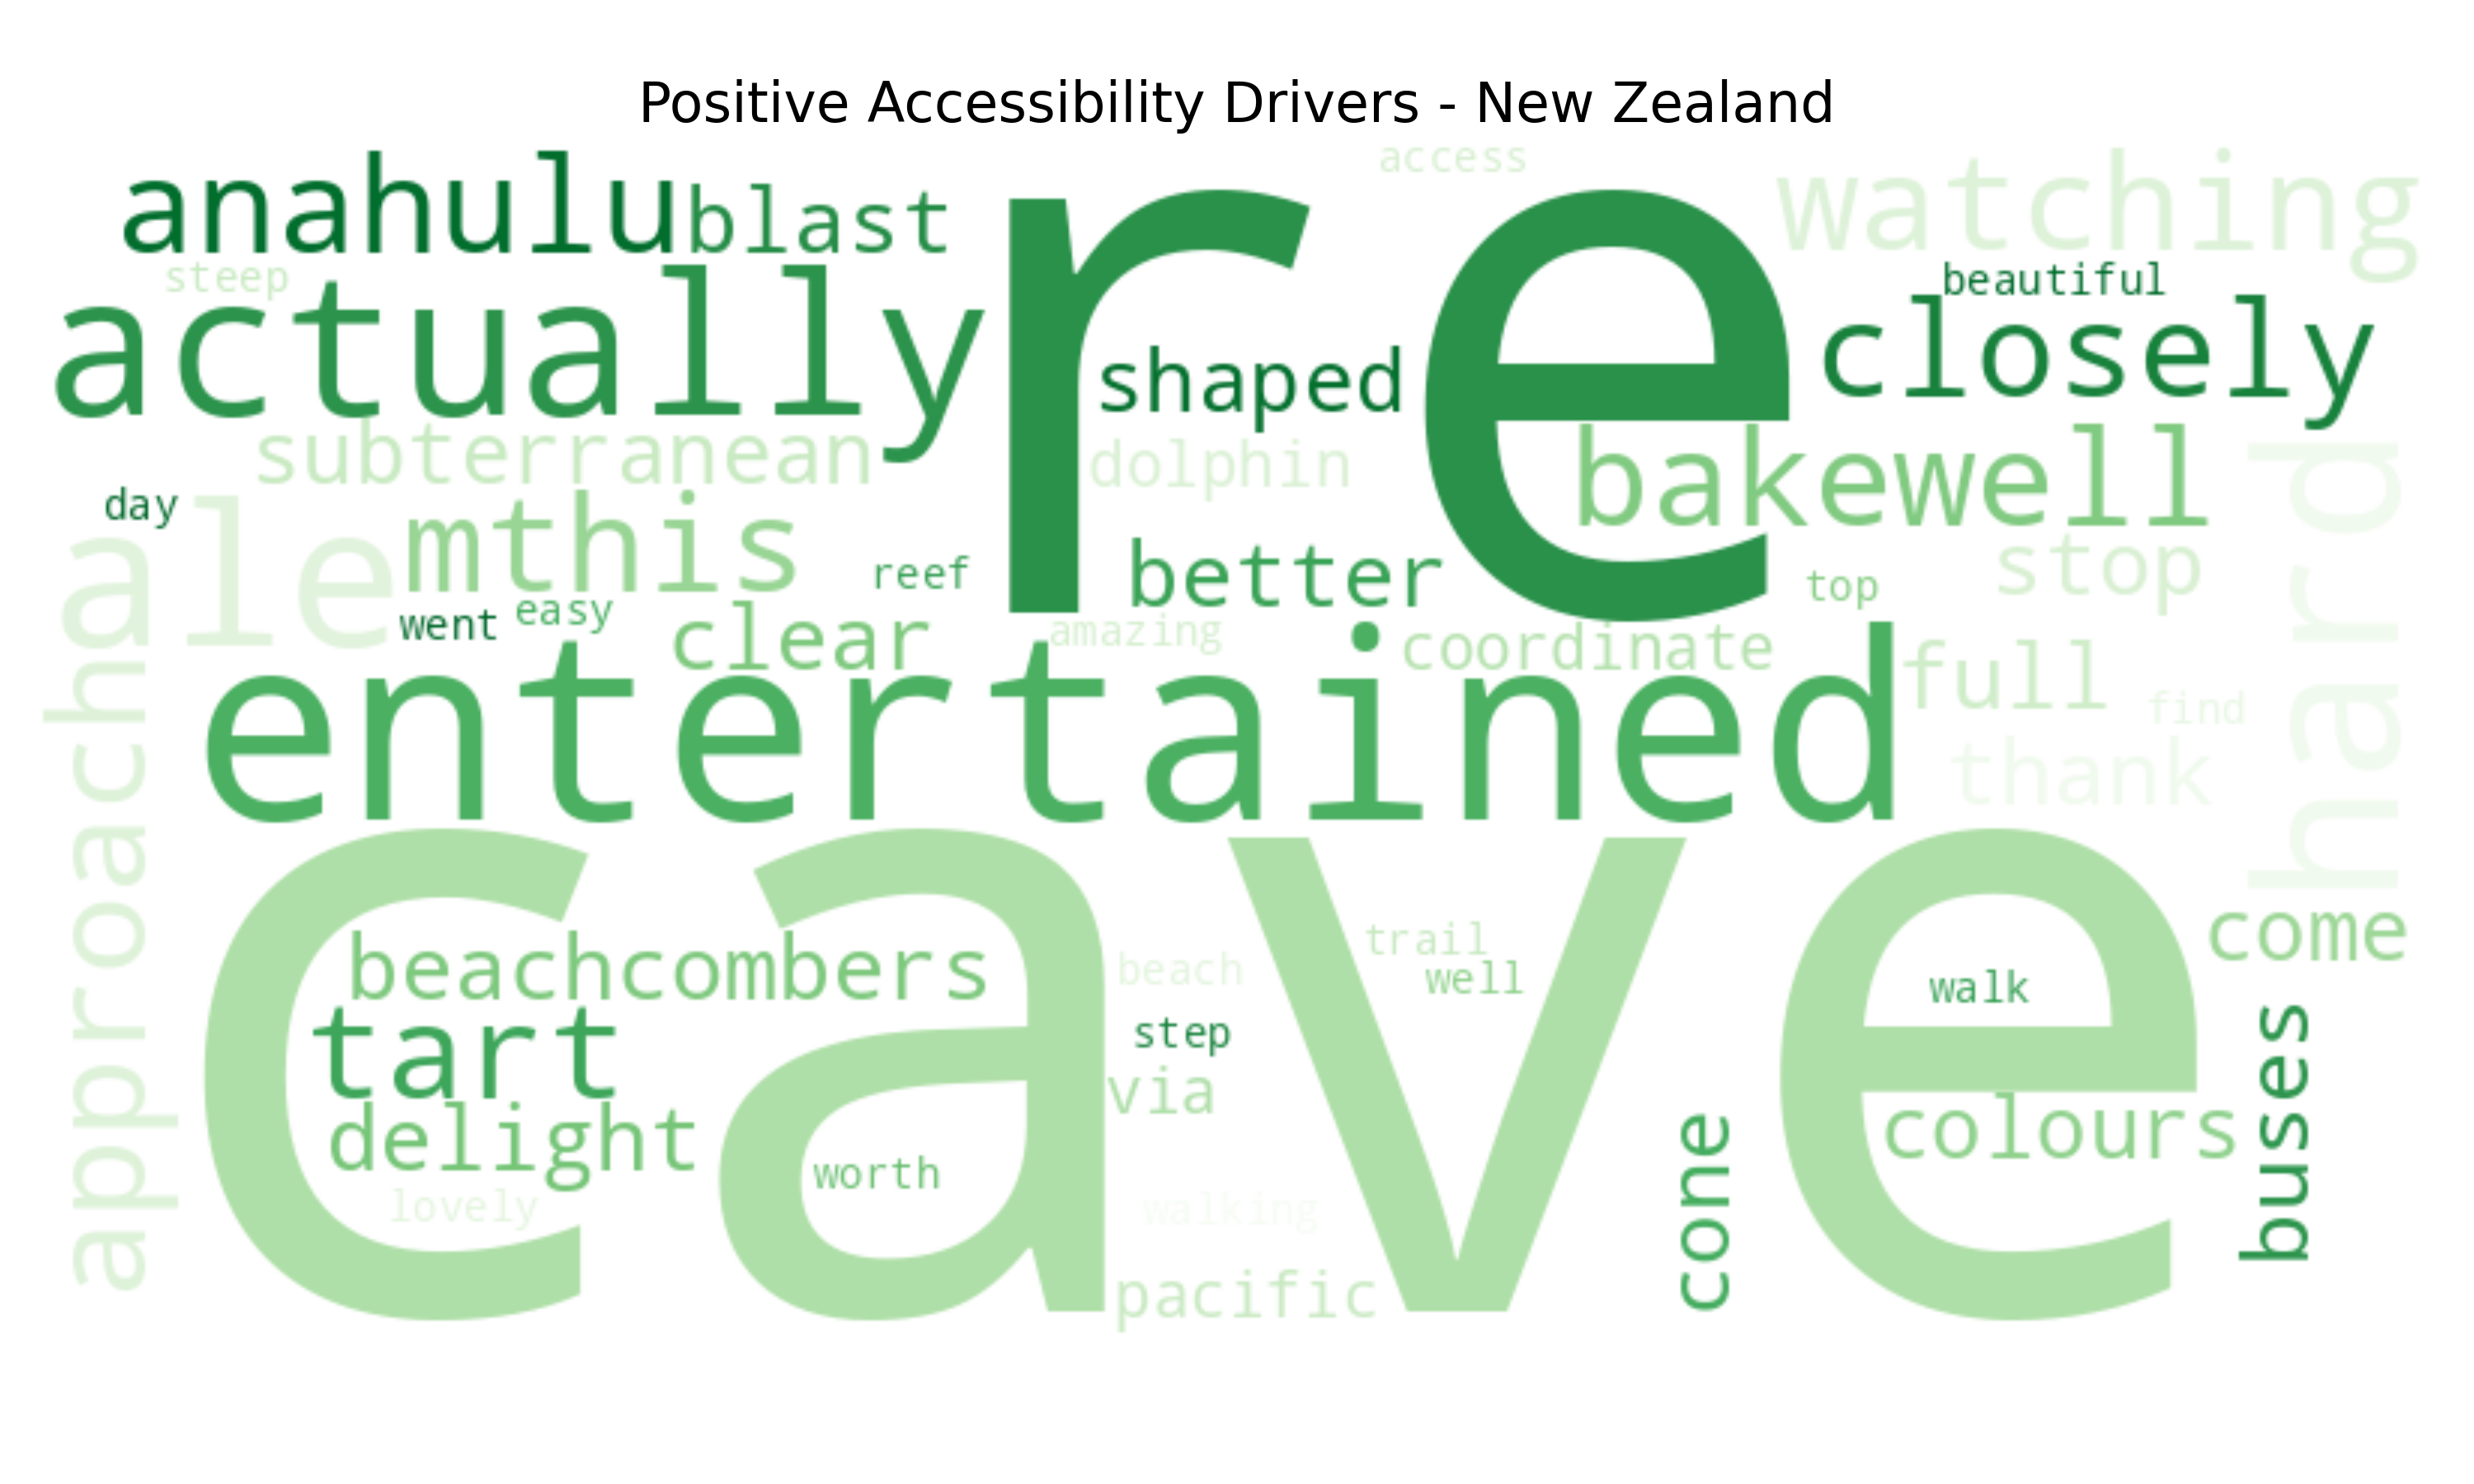 Positive Accessibility Drivers - New Zealand
access
watching
anahulu
blast
re
steep
beautiful
actually
closely
shaped
subterranean
dolphin
bakewell
hard
day
ale
mthis
reef
better
top
stop
went
easy
clear
amazing
coordinate
full
find
approach
entertained
thank
cave
come
beachcombers
beach
trail
well
walk
tart
step
via
buses
delight
colours
worth
cone
lovely
walking
pacific